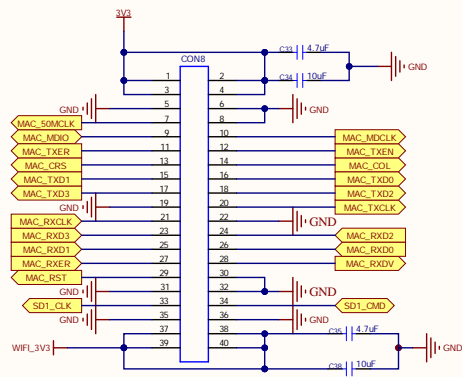 3V3
C33 4.7uF
CON8
GND
1 2
C34 10uF
3 4
GND 5 6 GND
MAC_50MCLK 7 8
MAC_MDIO 9 10 MAC_MDCLK
MAC_TXER 11 12 MAC_TXEN
MAC_CRS 13 14 MAC_COL
MAC_TXD1 15 16 MAC_TXD0
MAC_TXD3 17 18 MAC_TXD2
GND 19 20 MAC_TXCLK
MAC_RXCLK 21 22 GND
MAC_RXD3 23 24 MAC_RXD2
MAC_RXD1 25 26 MAC_RXD0
MAC_RXER 27 28 MAC_RXDV
MAC_RST 29 30
GND 31 32 GND
SD1_CLK 33 34 SD1_CMD
GND 35 36 GND
37 38 C35 4.7uF
WIFI_3V3 39 40 GND
C38 10uF